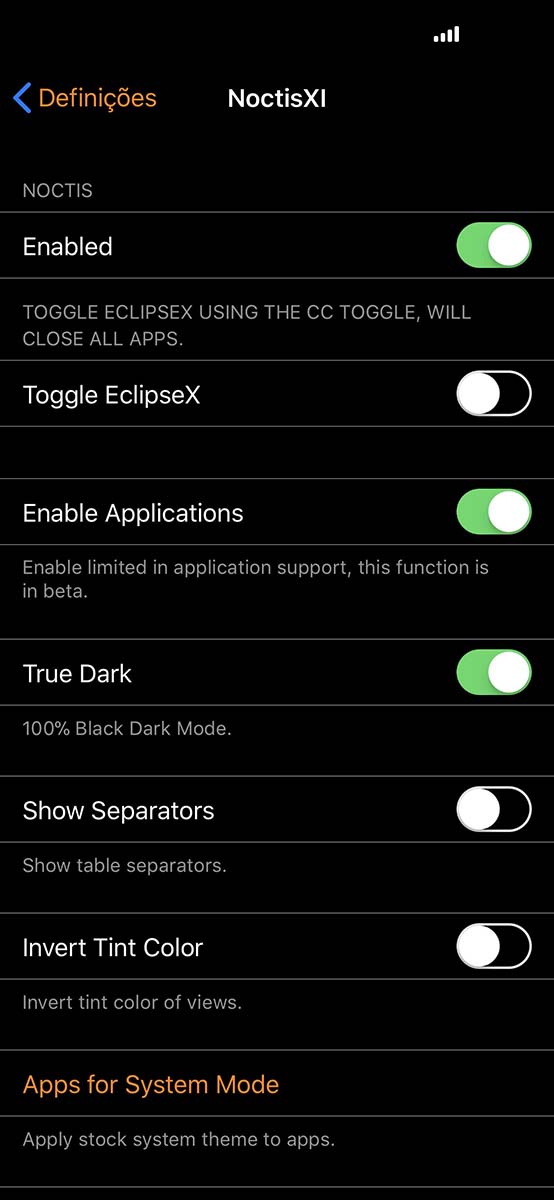 Definições
NoctisXI
NOCTIS
Enabled
TOGGLE ECLIPSEX USING THE CC TOGGLE, WILL
CLOSE ALL APPS.
Toggle EclipseX
Enable Applications
Enable limited in application support, this function is
in beta.
True Dark
100% Black Dark Mode.
Show Separators
Show table separators.
Invert Tint Color
Invert tint color of views.
Apps for System Mode
Apply stock system theme to apps.